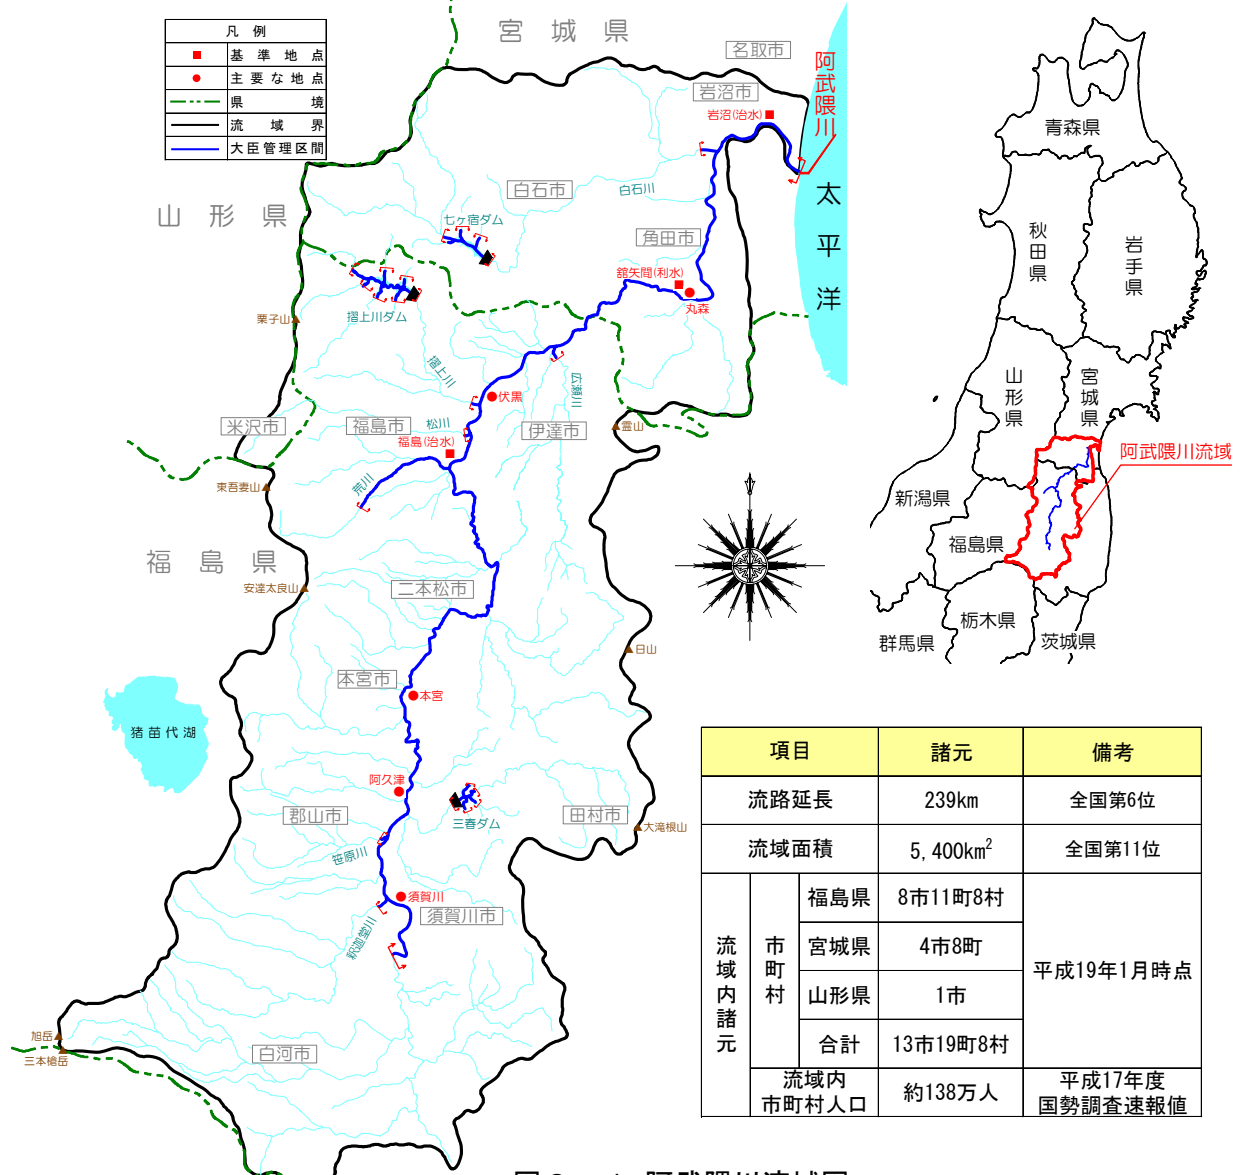 凡例
基準地点
主要な地点
県境
流域界
大臣管理区間
宮城県
名取市
岩沼市
岩沼(治水)
阿武隈川
太平洋
山形県
白石市
白石川
七ヶ宿ダム
角田市
舘矢間(利水)
丸森
摺上川ダム
栗子山
摺上川
広瀬川
伏黒
米沢市
福島市
松川
福島(治水)
伊達市
霊山
東吾妻山
荒川
福島県
安達太良山
二本松市
日山
本宮市
本宮
猪苗代湖
阿久津
郡山市
三春ダム
田村市
大滝根山
笹原川
須賀川
須賀川市
釈迦堂川
旭岳
三本槍岳
白河市
青森県
秋田県
岩手県
山形県
宮城県
阿武隈川流域
新潟県
福島県
群馬県
栃木県
茨城県
項目 諸元 備考
流路延長 239km 全国第6位
流域面積 5,400km² 全国第11位
流域内諸元
市町村
福島県 8市11町8村
宮城県 4市8町
山形県 1市
合計 13市19町8村
平成19年1月時点
流域内
市町村人口
約138万人
平成17年度
国勢調査速報値